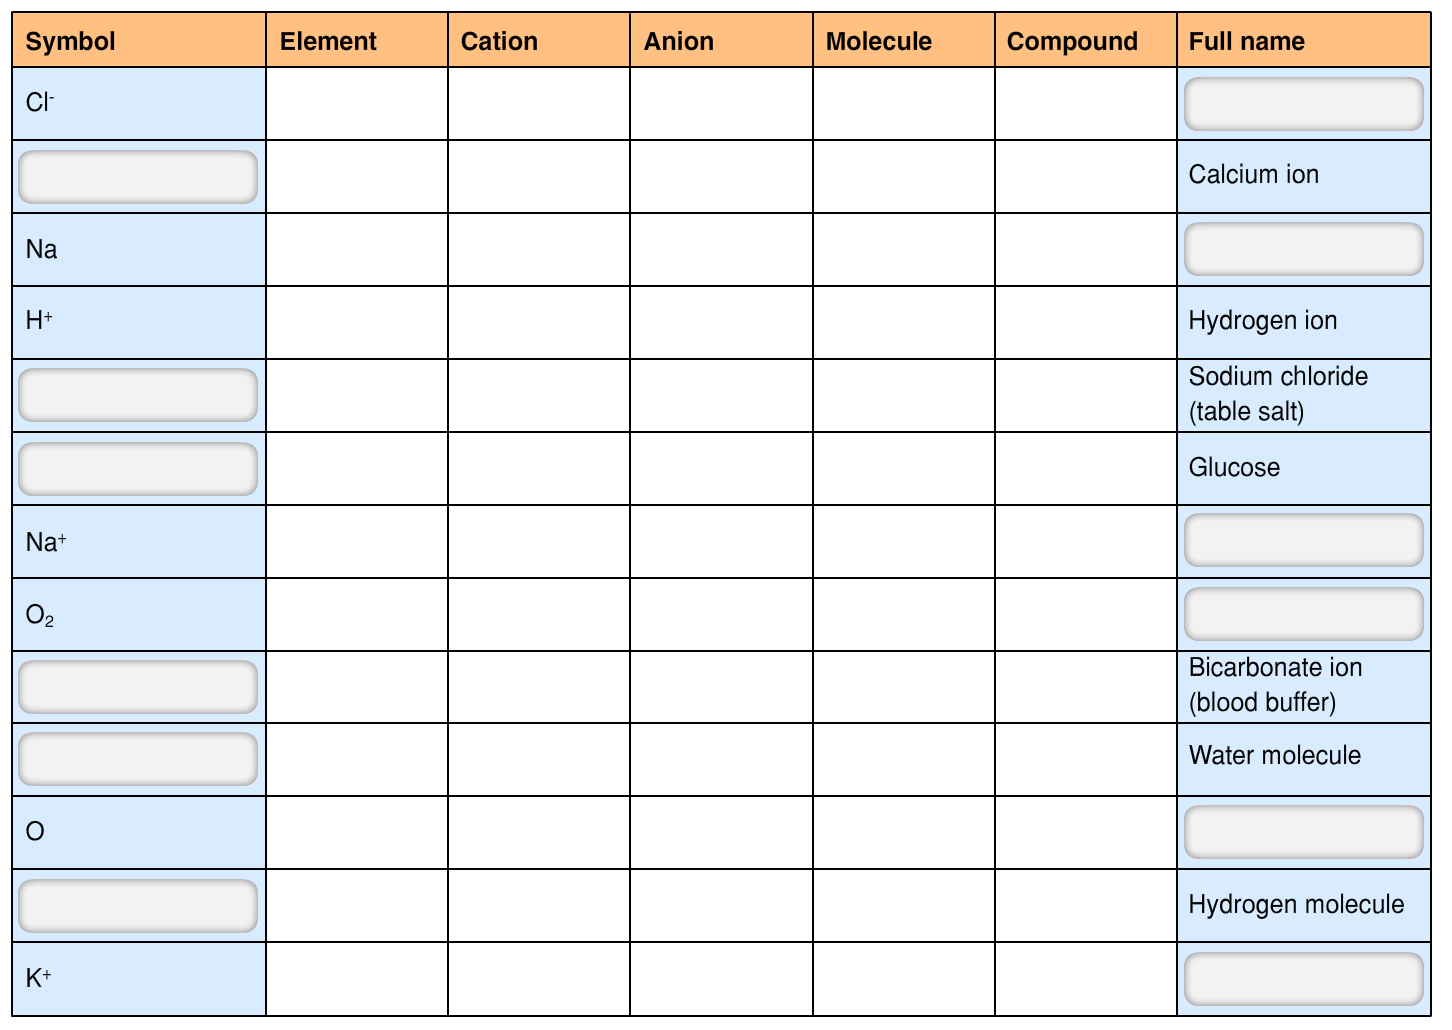 Symbol Element Cation Anion Molecule Compound Full name
Cl⁻
Calcium ion
Na
H⁺ Hydrogen ion
Sodium chloride
(table salt)
Glucose
Na⁺
O₂
Bicarbonate ion
(blood buffer)
Water molecule
O
Hydrogen molecule
K⁺